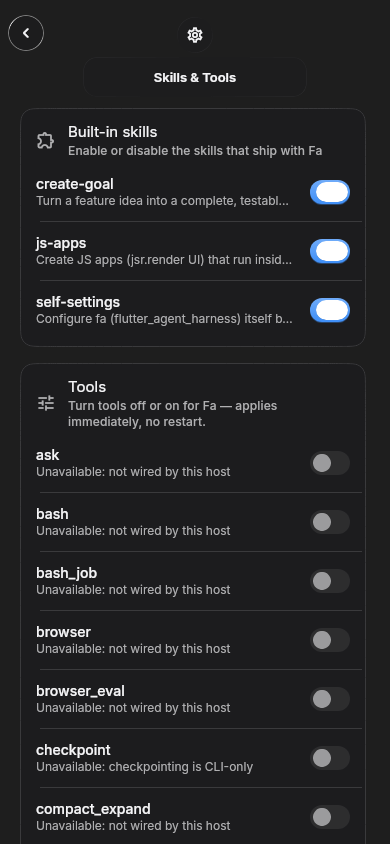 Skills & Tools
Built-in skills
Enable or disable the skills that ship with Fa
create-goal
Turn a feature idea into a complete, testabl...
js-apps
Create JS apps (jsr.render UI) that run insid...
self-settings
Configure fa (flutter_agent_harness) itself b...
Tools
Turn tools off or on for Fa — applies
immediately, no restart.
ask
Unavailable: not wired by this host
bash
Unavailable: not wired by this host
bash_job
Unavailable: not wired by this host
browser
Unavailable: not wired by this host
browser_eval
Unavailable: not wired by this host
checkpoint
Unavailable: checkpointing is CLI-only
compact_expand
Unavailable: not wired by this host